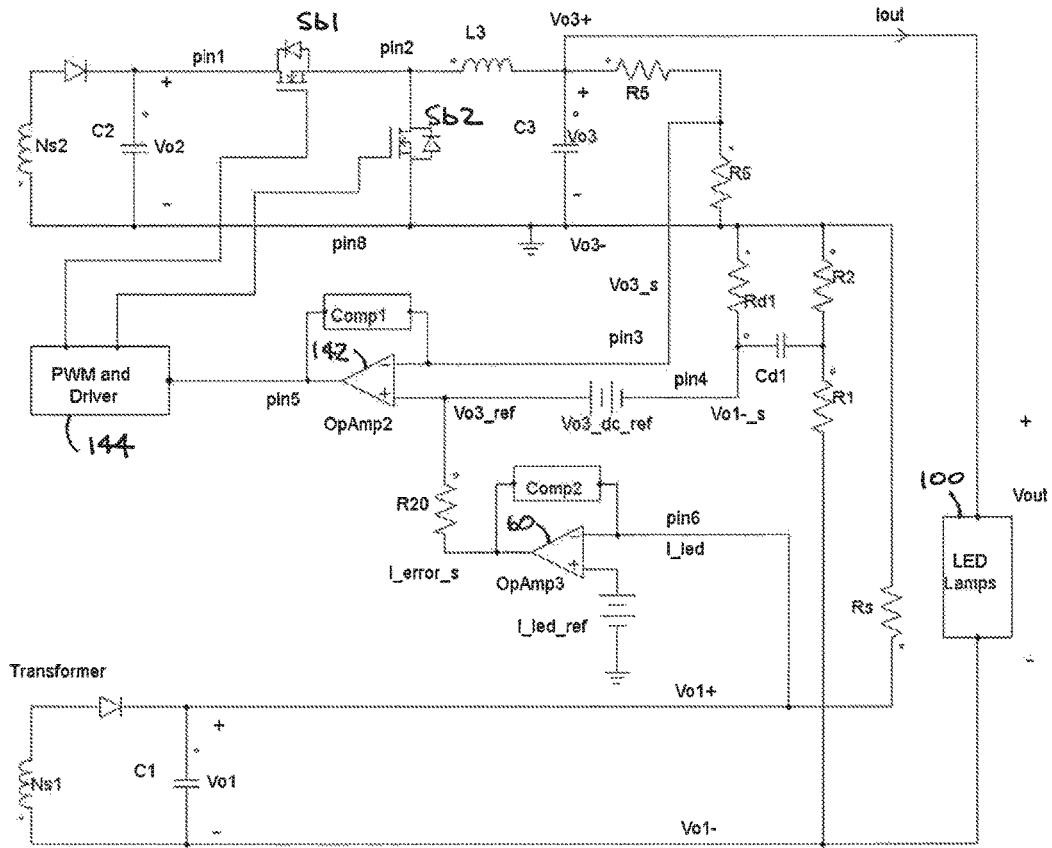 Sb1
Vo3+
Iout
pin1
pin2
L3
R5
Sb2
Ns2
C2
+
Vo2
-
C3
+
Vo3
-
R6
pin8
Vo3-
Vo3_s
Rd1
R2
Comp1
pin3
142
PWM and
Driver
pin5
-
+
pin4
Cd1
R1
OpAmp2
Vo3_ref
Vo3_dc_ref
Vo1-_s
144
+
R20
Comp2
pin6
100
Vout
60
-
I_led
I_error_s
OpAmp3
+
LED
Lamps
Rs
I_led_ref
-
Transformer
Vo1+
+
Ns1
C1
Vo1
-
Vo1-